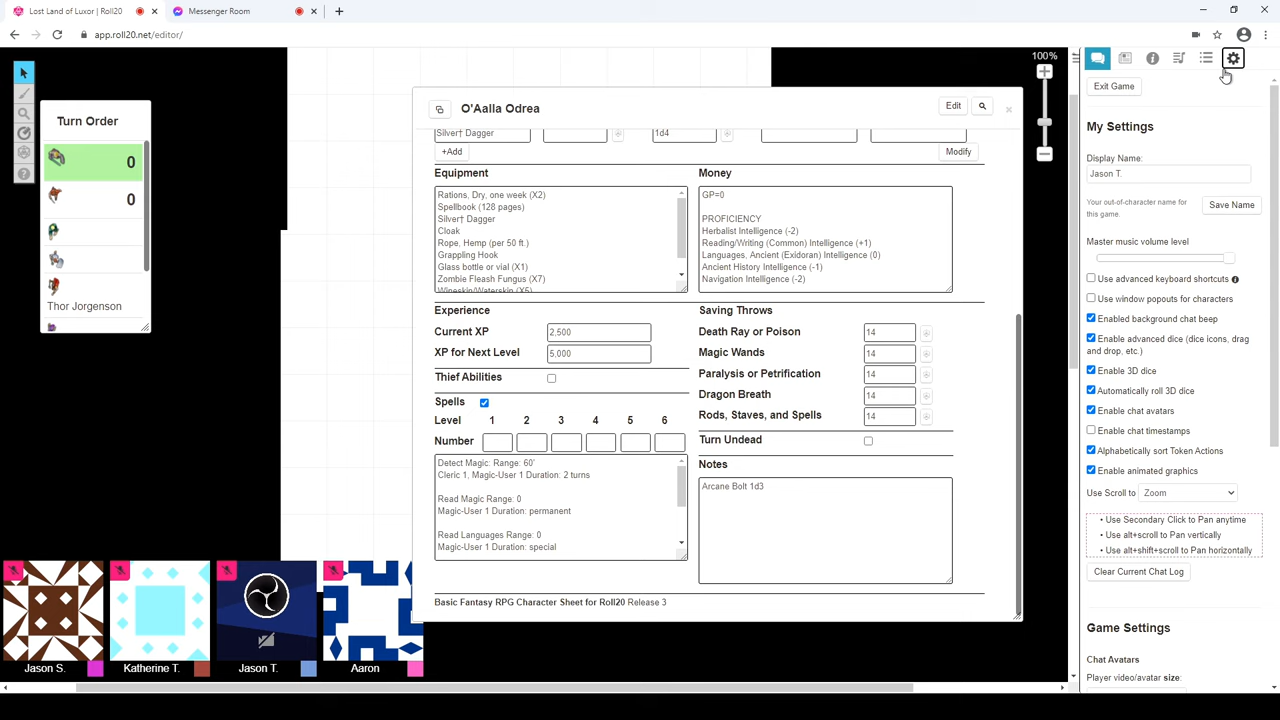 Lost Land of Luxor | Roll20
Messenger Room
app.roll20.net/editor/
100%
Turn Order
0
0
Thor Jorgenson
O'Aalla Odrea
Edit
Silver† Dagger
1d4
+Add
Modify
Equipment
Rations, Dry, one week (X2)
Spellbook (128 pages)
Silver† Dagger
Cloak
Rope, Hemp (per 50 ft.)
Grappling Hook
Glass bottle or vial (X1)
Zombie Fleash Fungus (X7)
Wineskin/Waterskin (X5)
Money
GP=0
PROFICIENCY
Herbalist Intelligence (-2)
Reading/Writing (Common) Intelligence (+1)
Languages, Ancient (Exidoran) Intelligence (0)
Ancient History Intelligence (-1)
Navigation Intelligence (-2)
Experience
Current XP
2,500
XP for Next Level
5,000
Thief Abilities
Spells
Level 1 2 3 4 5 6
Number
Detect Magic: Range: 60'
Cleric 1, Magic-User 1 Duration: 2 turns
Read Magic Range: 0
Magic-User 1 Duration: permanent
Read Languages Range: 0
Magic-User 1 Duration: special
Saving Throws
Death Ray or Poison 14
Magic Wands 14
Paralysis or Petrification 14
Dragon Breath 14
Rods, Staves, and Spells 14
Turn Undead
Notes
Arcane Bolt 1d3
Basic Fantasy RPG Character Sheet for Roll20 Release 3
Jason S.
Katherine T.
Jason T.
Aaron
Exit Game
My Settings
Display Name:
Jason T.
Your out-of-character name for
this game.
Save Name
Master music volume level
Use advanced keyboard shortcuts
Use window popouts for characters
Enabled background chat beep
Enable advanced dice (dice icons, drag
and drop, etc.)
Enable 3D dice
Automatically roll 3D dice
Enable chat avatars
Enable chat timestamps
Alphabetically sort Token Actions
Enable animated graphics
Use Scroll to Zoom
• Use Secondary Click to Pan anytime
• Use alt+scroll to Pan vertically
• Use alt+shift+scroll to Pan horizontally
Clear Current Chat Log
Game Settings
Chat Avatars
Player video/avatar size: